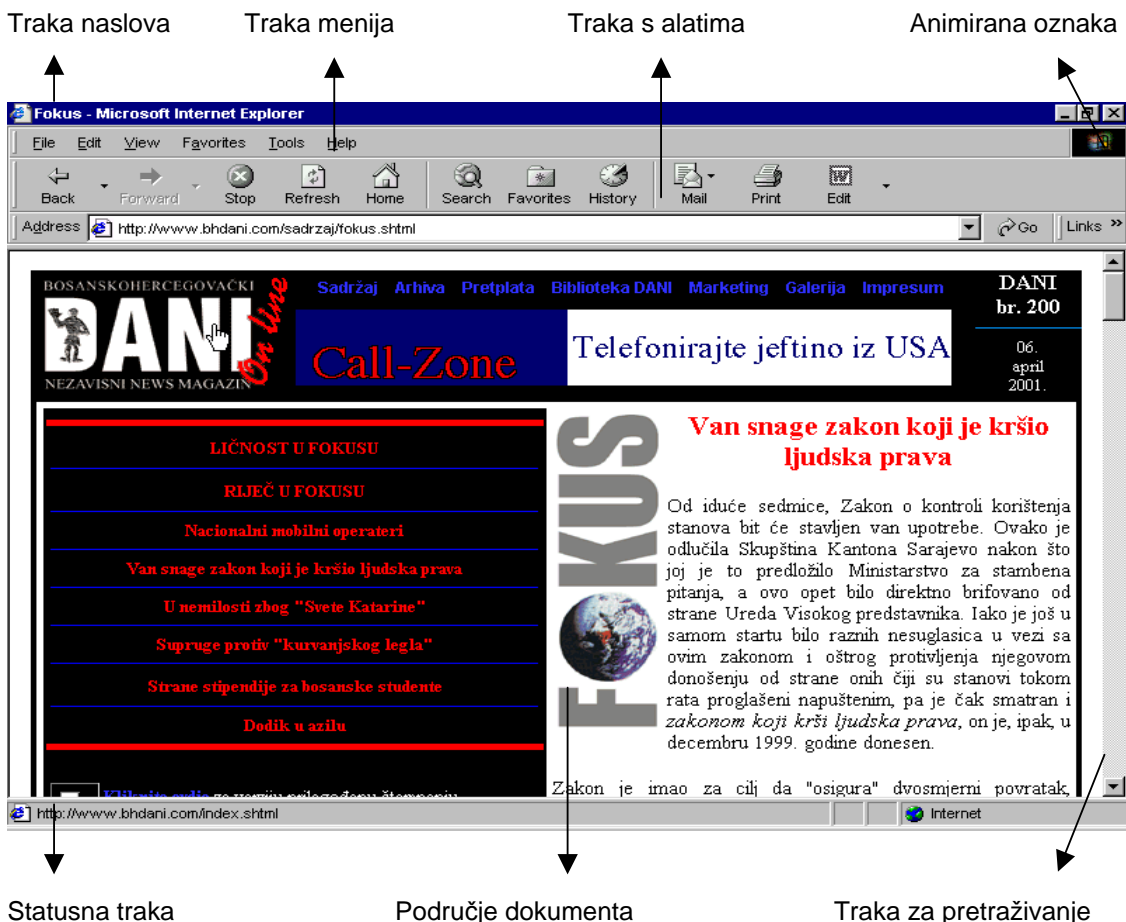 Traka naslova Traka menija Traka s alatima Animirana oznaka
Fokus - Microsoft Internet Explorer
File Edit View Favorites Tools Help
Back Forward Stop Refresh Home Search Favorites History Mail Print Edit
Address http://www.bhdani.com/sadrzaj/fokus.shtml Go Links »
BOSANSKOHERCEGOVAČKI
DANI
On line
NEZAVISNI NEWS MAGAZIN
Sadržaj Arhiva Pretplata Biblioteka DANI Marketing Galerija Impresum
Call-Zone
Telefonirajte jeftino iz USA
DANI
br. 200
06.
april
2001.
LIČNOST U FOKUSU
RIJEČ U FOKUSU
Nacionalni mobilni operateri
Van snage zakon koji je kršio ljudska prava
U nemilosti zbog "Svete Katarine"
Supruge protiv "kurvanjskog legla"
Strane stipendije za bosanske studente
Dodik u azilu
Kliknite ovdje za verziju prilagođenu štampanju
FOKUS
Van snage zakon koji je kršio
ljudska prava
Od iduće sedmice, Zakon o kontroli korištenja
stanova bit će stavljen van upotrebe. Ovako je
odlučila Skupština Kantona Sarajevo nakon što
joj je to predložilo Ministarstvo za stambena
pitanja, a ovo opet bilo direktno brifovano od
strane Ureda Visokog predstavnika. Iako je još u
samom startu bilo raznih nesuglasica u vezi sa
ovim zakonom i oštrog protivljenja njegovom
donošenju od strane onih čiji su stanovi tokom
rata proglašeni napuštenim, pa je čak smatran i
zakonom koji krši ljudska prava, on je, ipak, u
decembru 1999. godine donesen.
Zakon je imao za cilj da "osigura" dvosmjerni povratak,
http://www.bhdani.com/index.shtml Internet
Statusna traka Područje dokumenta Traka za pretraživanje